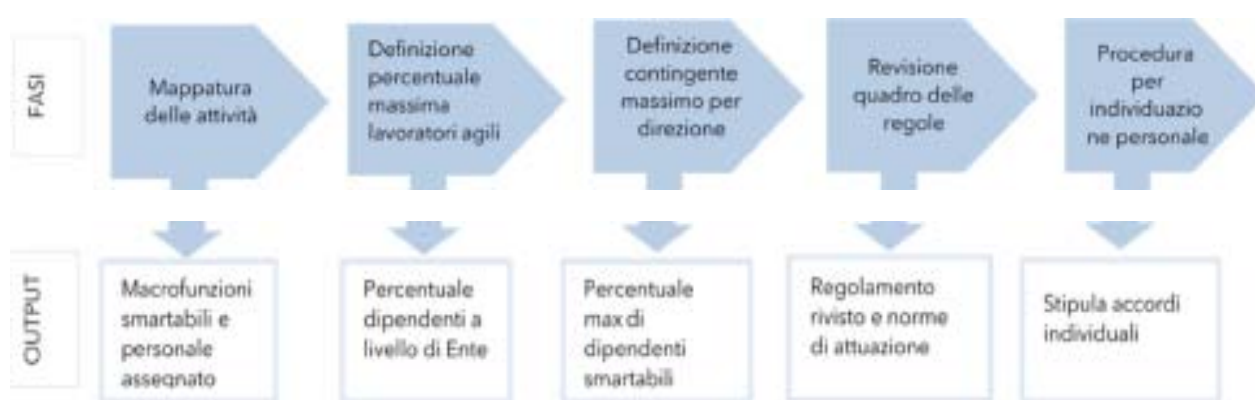 FASI
Mappatura
delle attività
Definizione
percentuale
massima
lavoratori agili
Definizione
contingente
massimo per
direzione
Revisione
quadro delle
regole
Procedura
per
individuazio
ne personale
OUTPUT
Macrofunzioni
smartabili e
personale
assegnato
Percentuale
dipendenti a
livello di Ente
Percentuale
max di
dipendenti
smartabili
Regolamento
rivisto e norme
di attuazione
Stipula accordi
individuali